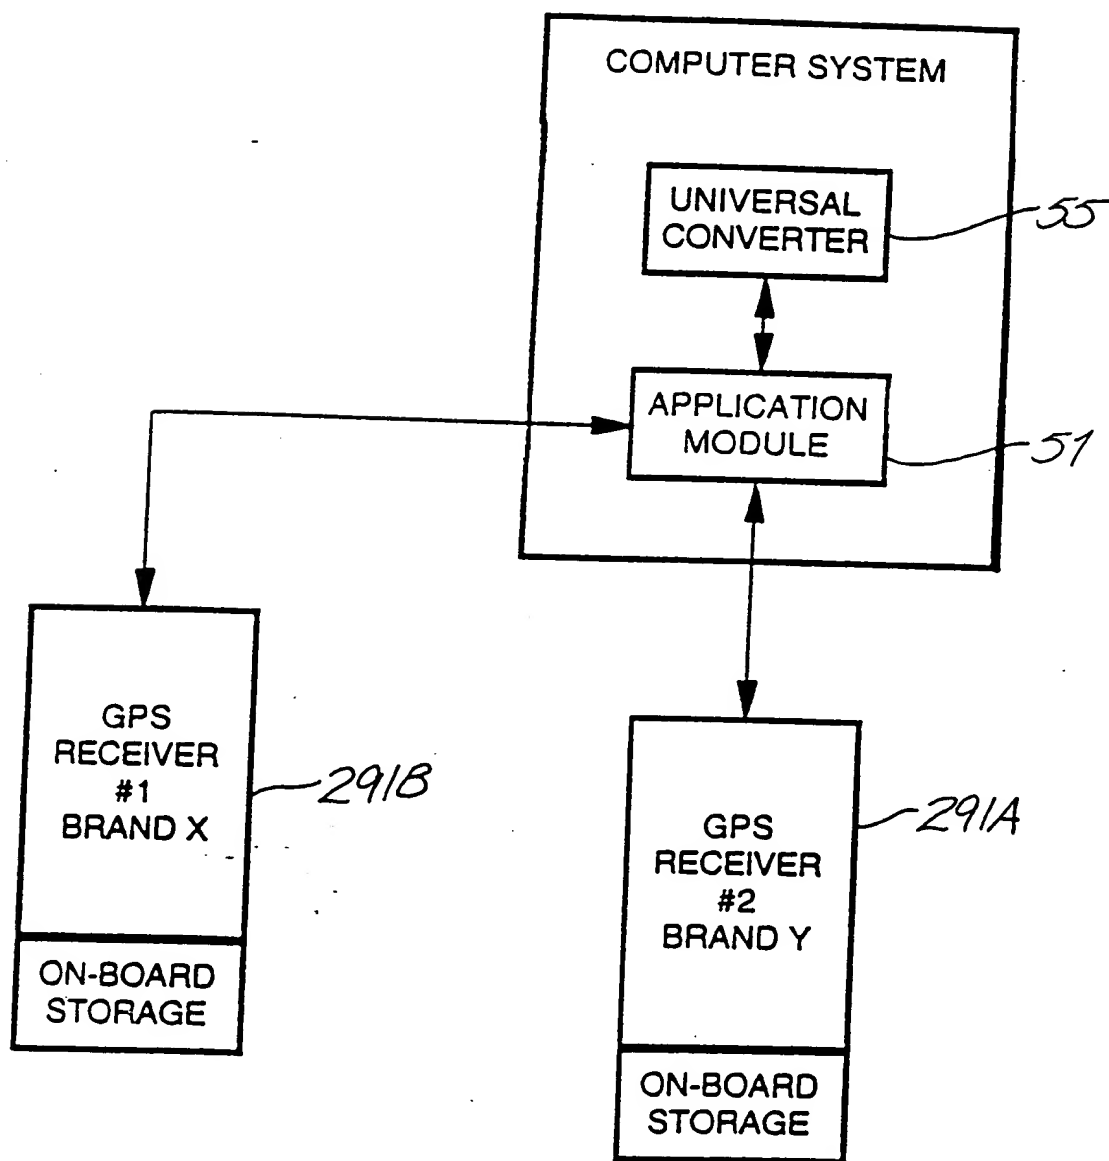 COMPUTER SYSTEM
UNIVERSAL
CONVERTER
55
APPLICATION
MODULE
51
GPS
RECEIVER
#1
BRAND X
291B
ON-BOARD
STORAGE
GPS
RECEIVER
#2
BRAND Y
291A
ON-BOARD
STORAGE